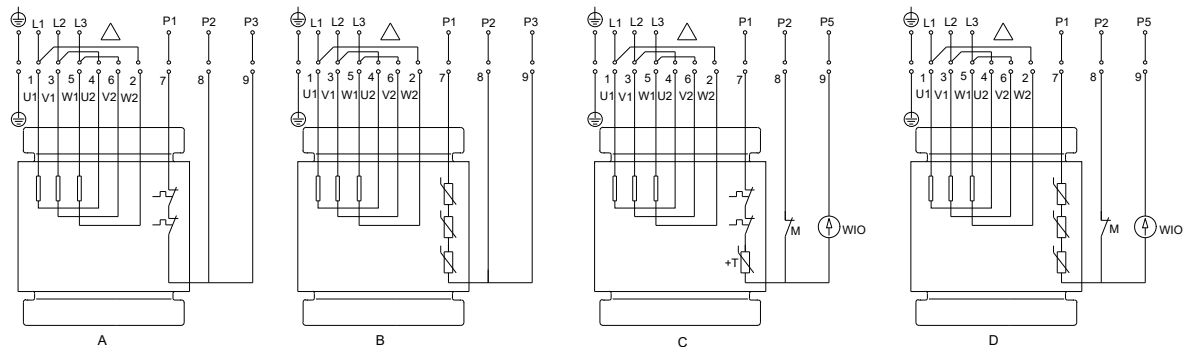 L1 L2 L3 P1 P2 P3
1 3 5 4 6 2 7 8 9
U1 V1 W1 U2 V2 W2
A
L1 L2 L3 P1 P2 P3
1 3 5 4 6 2 7 8 9
U1 V1 W1 U2 V2 W2
B
L1 L2 L3 P1 P2 P5
1 3 5 4 6 2 7 8 9
U1 V1 W1 U2 V2 W2
M WIO
+T
C
L1 L2 L3 P1 P2 P5
1 3 5 4 6 2 7 8 9
U1 V1 W1 U2 V2 W2
M WIO
D